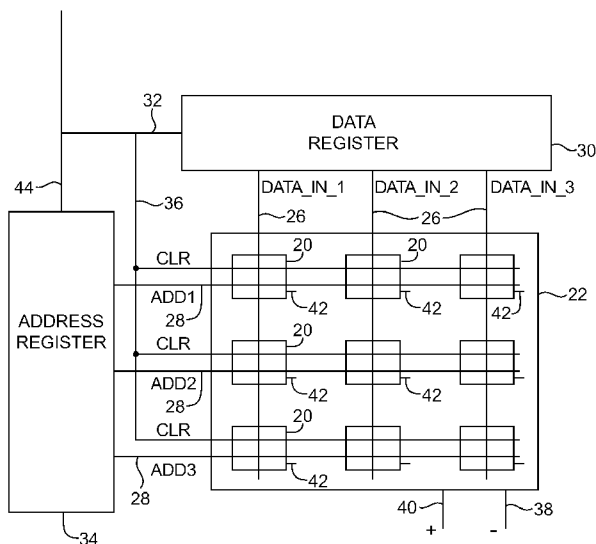 32
DATA
REGISTER
30
44
36
DATA_IN_1
DATA_IN_2
DATA_IN_3
26
26
CLR
20
20
22
ADDRESS
REGISTER
ADD1
28
42
42
42
CLR
20
ADD2
28
42
42
CLR
20
ADD3
28
42
34
40
38
+
-